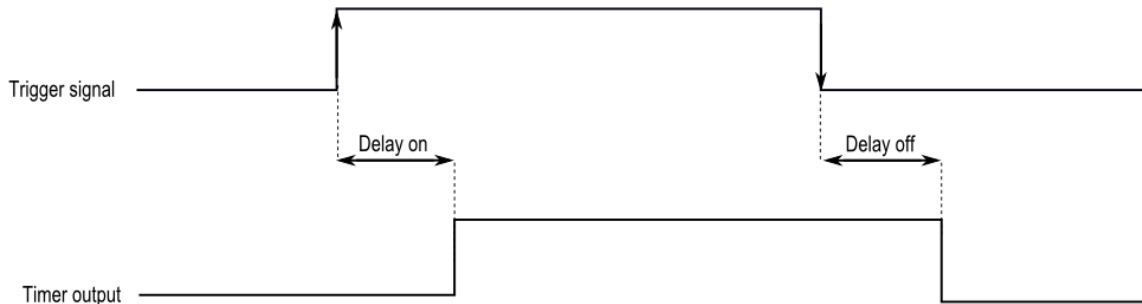 Trigger signal
Delay on
Delay off
Timer output